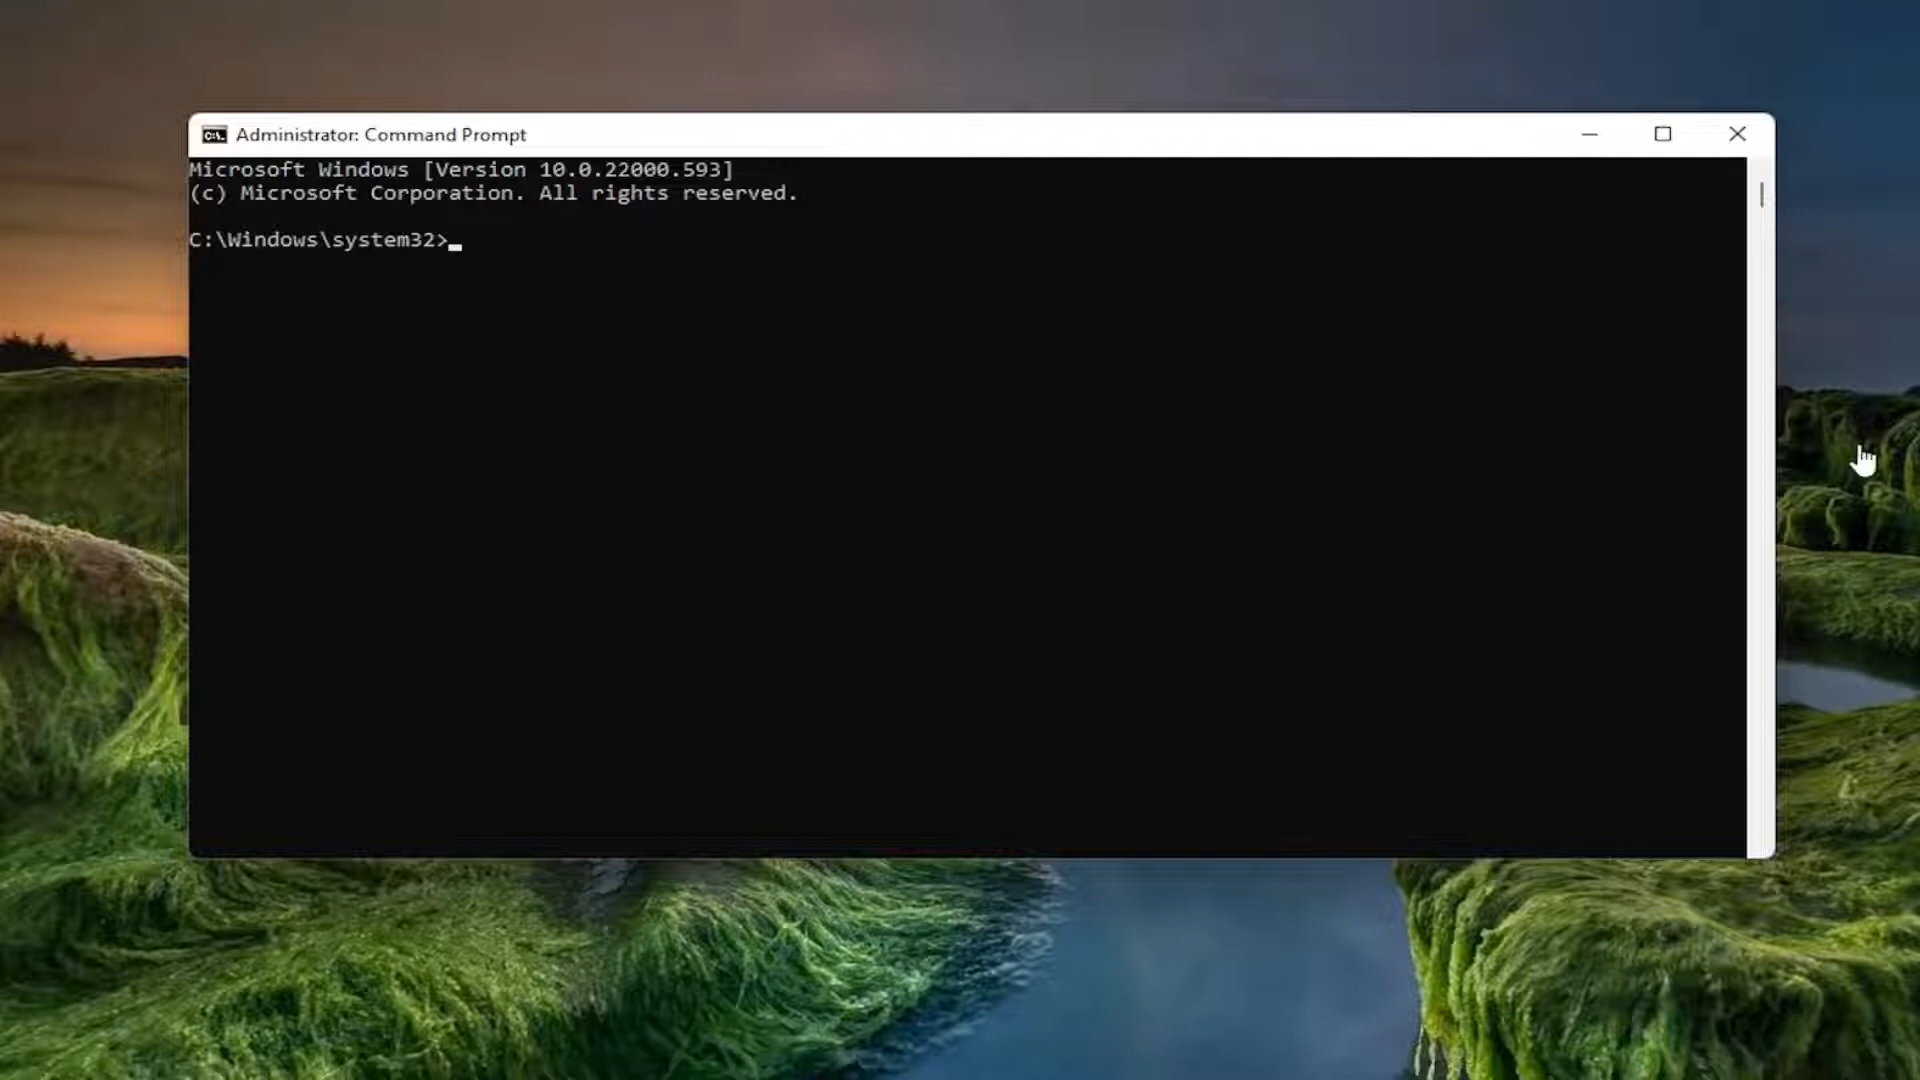 Administrator: Command Prompt
Microsoft Windows [Version 10.0.22000.593]
(c) Microsoft Corporation. All rights reserved.
C:\Windows\system32>